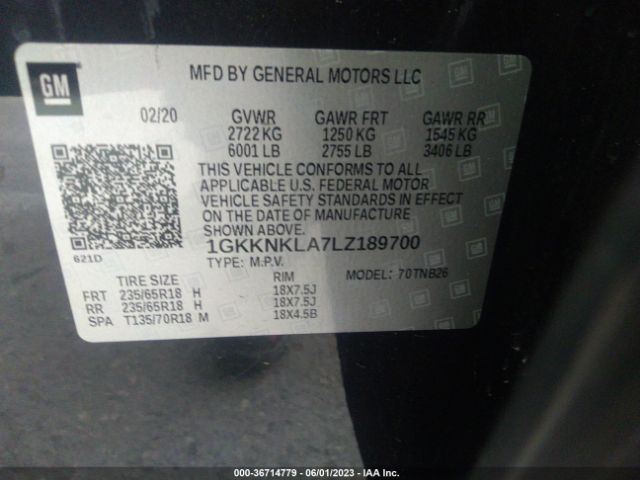 GM
MFD BY GENERAL MOTORS LLC
02/20 GVWR GAWR FRT GAWR RR
2722 KG 1250 KG 1545 KG
6001 LB 2755 LB 3406 LB
THIS VEHICLE CONFORMS TO ALL
APPLICABLE U.S. FEDERAL MOTOR
VEHICLE SAFETY STANDARDS IN EFFECT
ON THE DATE OF MANUFACTURE
SHOWN ABOVE.
621D
1GKKNKLA7LZ189700
TYPE: M.P.V. MODEL: 70TNB26
TIRE SIZE RIM
FRT 235/65R18 H 18X7.5J
RR 235/65R18 H 18X7.5J
SPA T135/70R18 M 18X4.5B
000-36714779 - 06/01/2023 - IAA Inc.